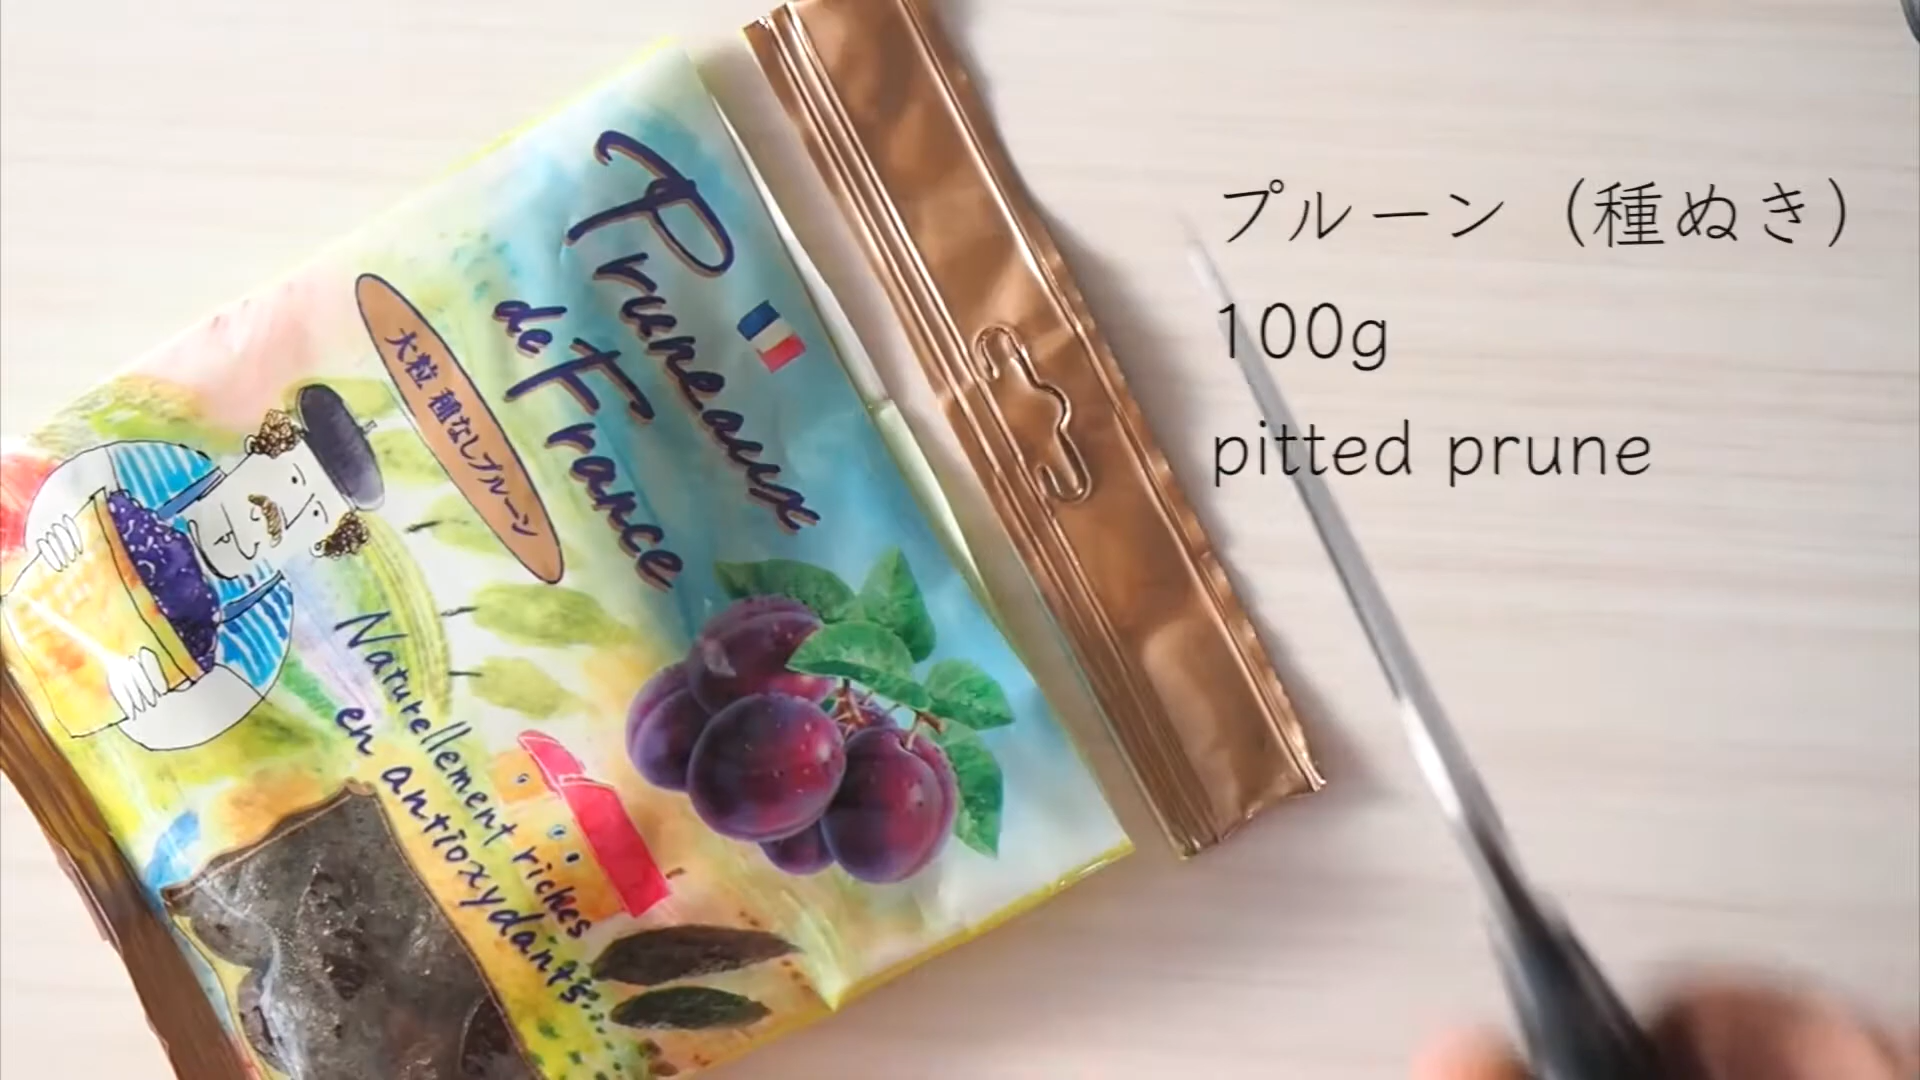 Pruneaux
de France
大粒 種なしプルーン
Naturellement riches
en antioxydants...
プルーン（種ぬき）
100g
pitted prune